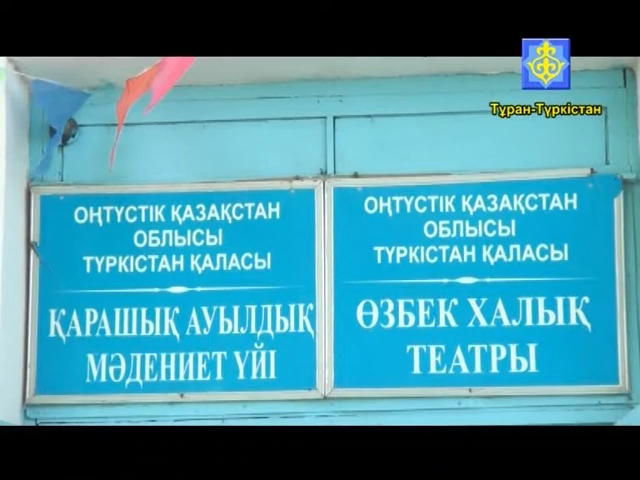 Тұран-Түркістан
ОҢТҮСТІК ҚАЗАҚСТАН
ОБЛЫСЫ
ТҮРКІСТАН ҚАЛАСЫ
ҚАРАШЫҚ АУЫЛДЫҚ
МӘДЕНИЕТ ҮЙІ
ОҢТҮСТІК ҚАЗАҚСТАН
ОБЛЫСЫ
ТҮРКІСТАН ҚАЛАСЫ
ӨЗБЕК ХАЛЫҚ
ТЕАТРЫ